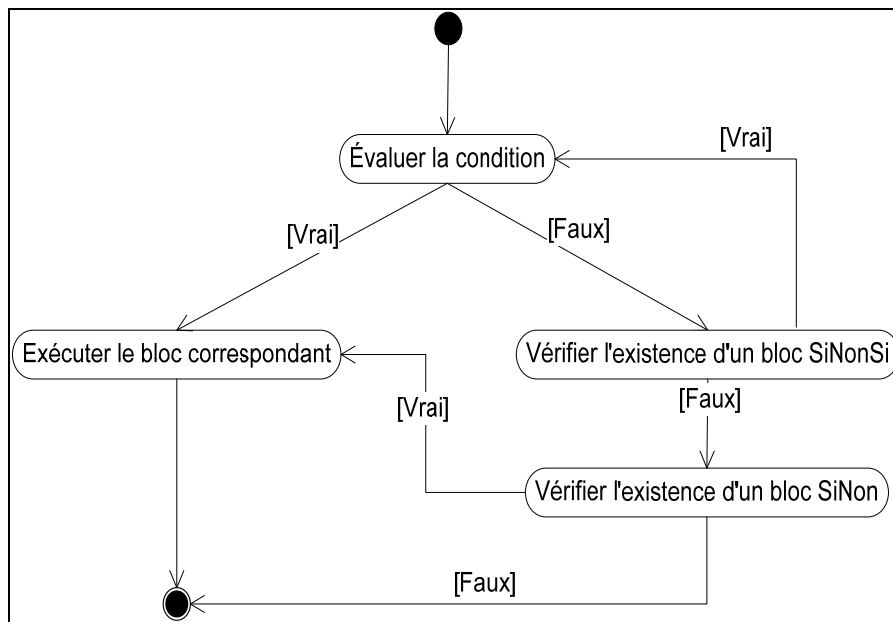 Évaluer la condition
[Vrai]
[Vrai]
[Faux]
Exécuter le bloc correspondant
Vérifier l'existence d'un bloc SiNonSi
[Vrai]
[Faux]
Vérifier l'existence d'un bloc SiNon
[Faux]